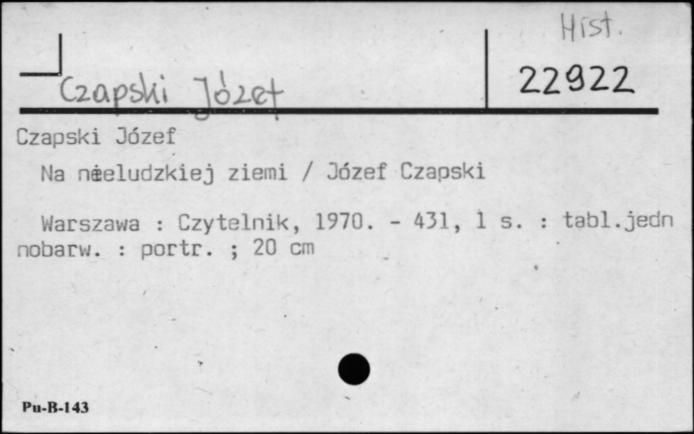 Hist.
22922
Czapski Józef
Czapski Józef
Na nieeludzkiej ziemi / Józef Czapski
Warszawa : Czytelnik, 1970. - 431, 1 s. : tabl.jedn
nobarw. : portr. ; 20 cm
Pu-B-143